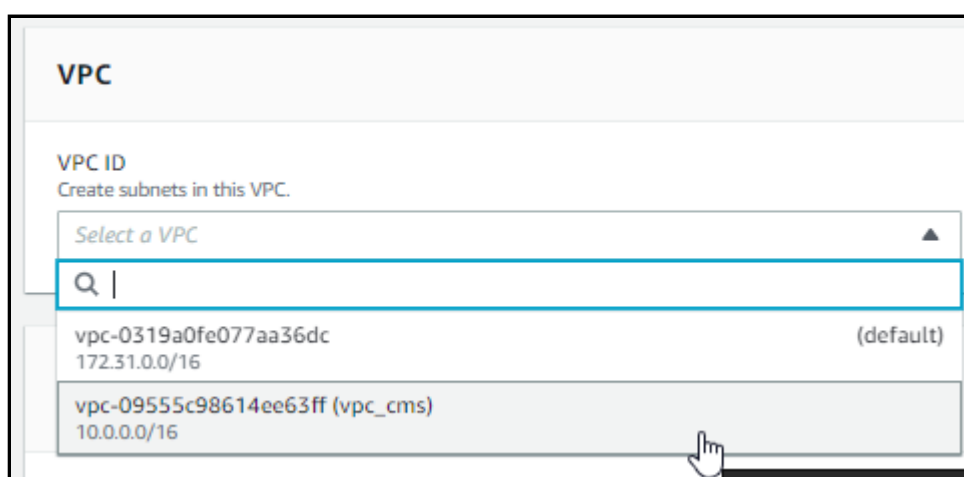 VPC
VPC ID
Create subnets in this VPC.
Select a VPC
vpc-0319a0fe077aa36dc (default)
172.31.0.0/16
vpc-09555c98614ee63ff (vpc_cms)
10.0.0.0/16